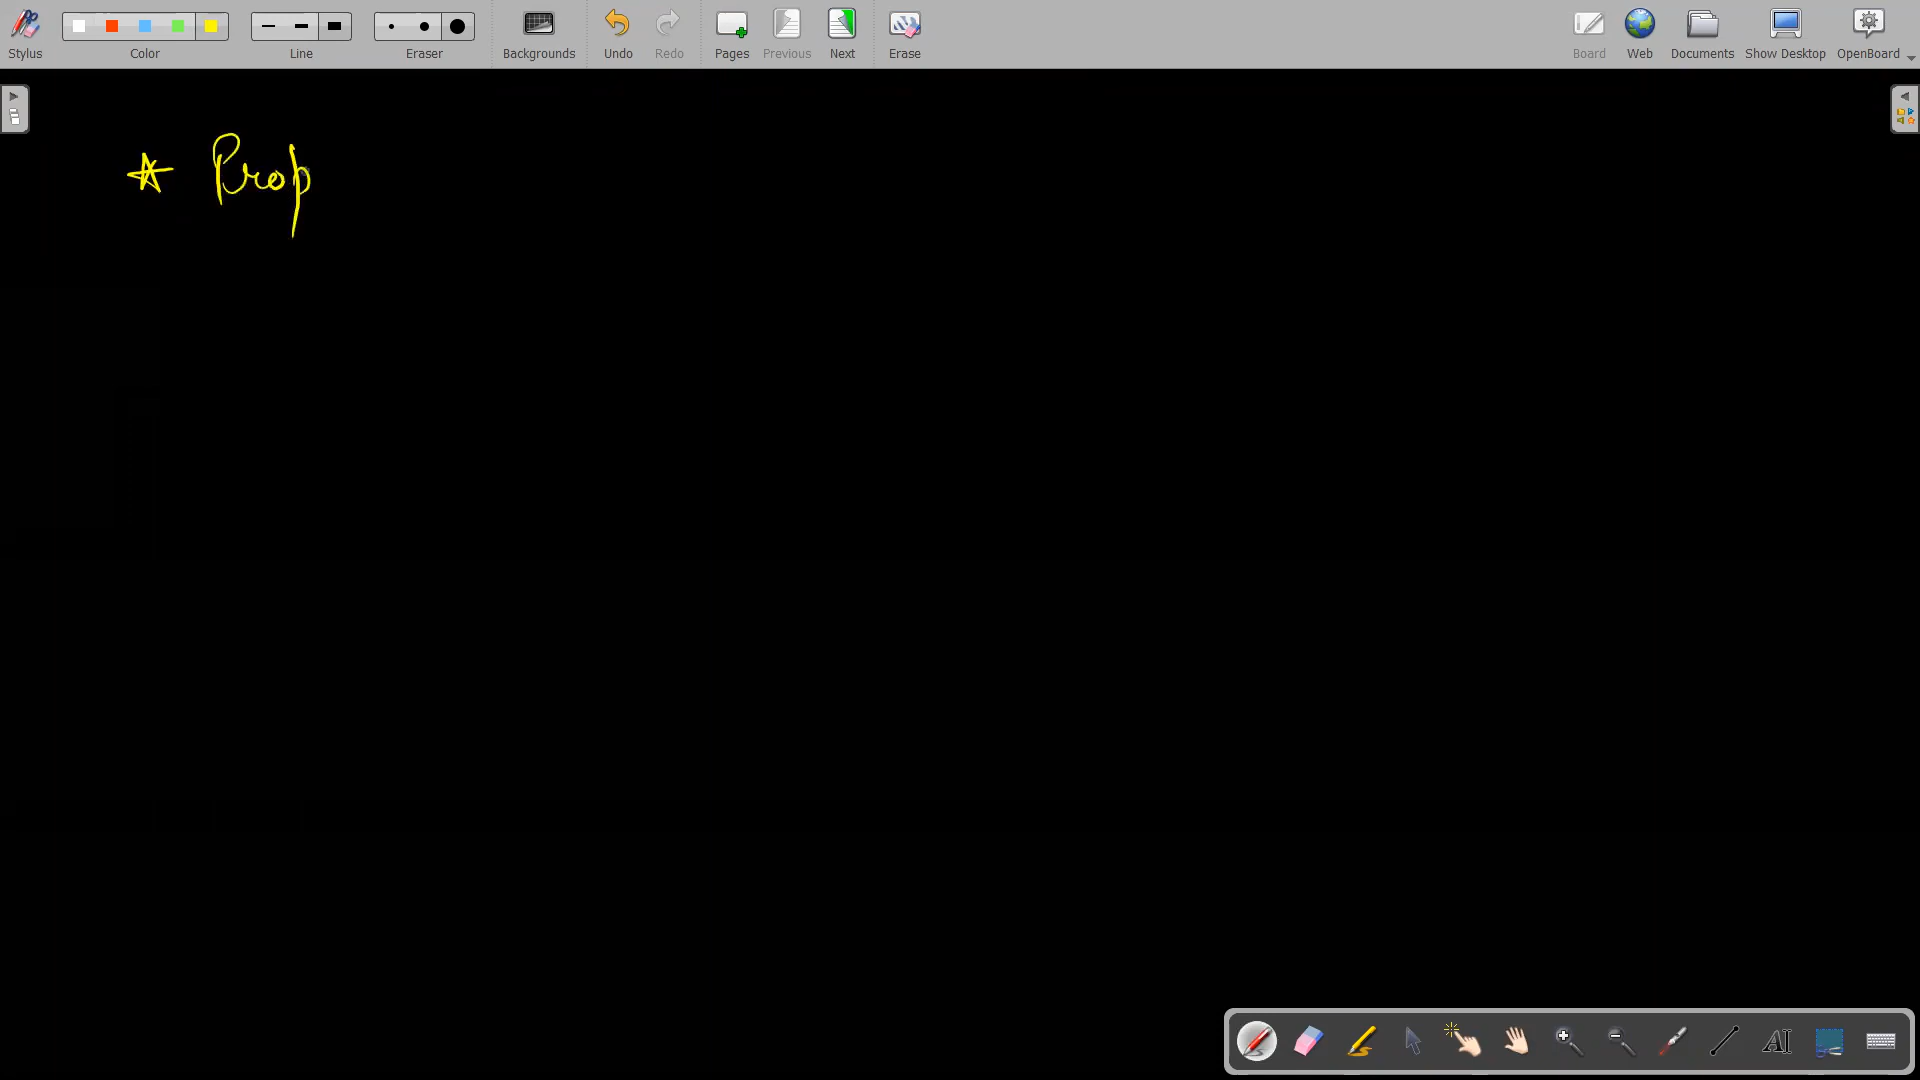 Stylus Color Line Eraser Backgrounds Undo Redo Pages Previous Next Erase Board Web Documents Show Desktop OpenBoard
☆ Prop